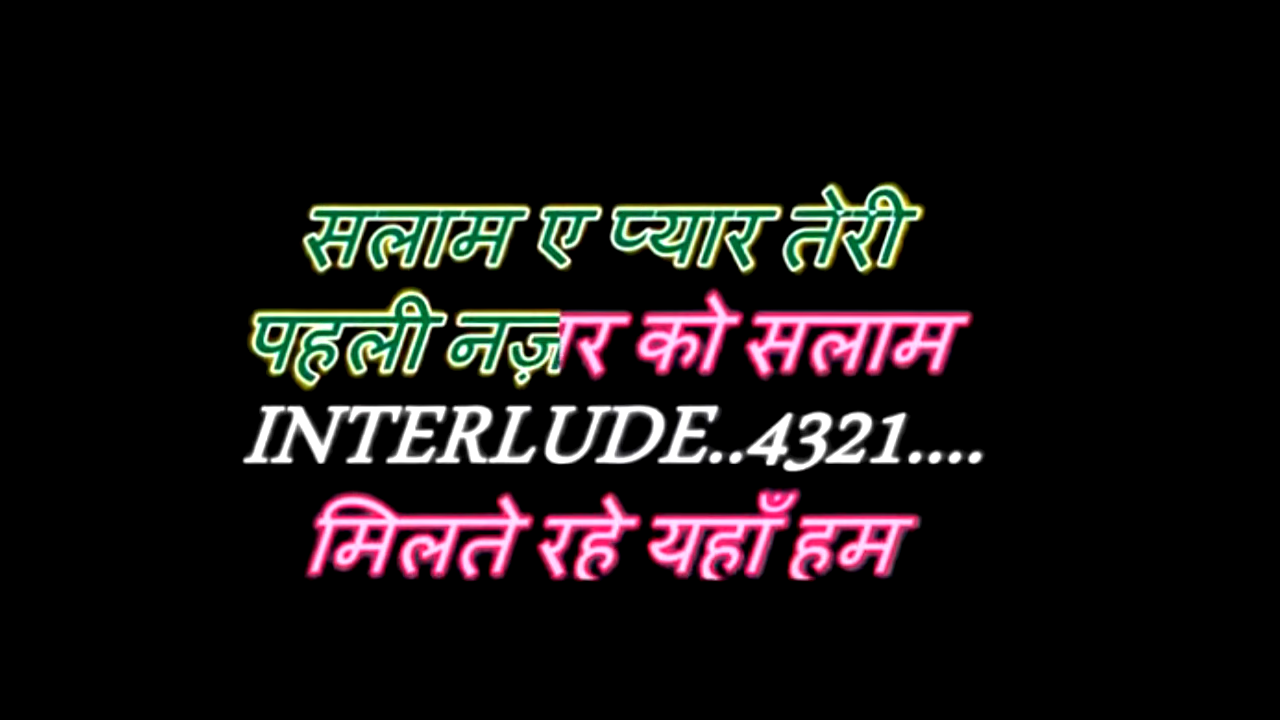 सलाम ए प्यार तेरी
पहली नज़र को सलाम
INTERLUDE..4321....
मिलते रहे यहाँ हम